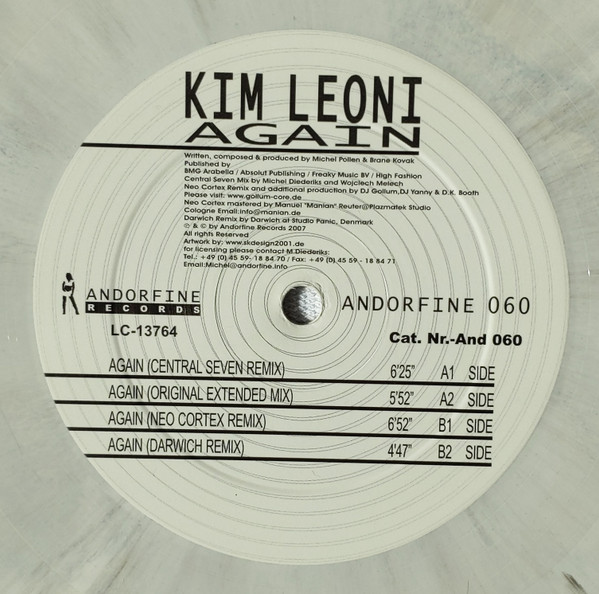 KIM LEONI
AGAIN
Written, composed & produced by Michel Pollen & Brane Kovak
Published by
BMG Arabella / Absolut Publishing / Freaky Music BV / High Fashion
Central Seven Mix by Michel Diederiks and Wojciech Melech
Neo Cortex Remix and additional production by DJ Gollum,DJ Yanny & D.K. Booth
Please visit: www.gollum-core.de
Neo Cortex mastered by Manuel "Manian" Reuter@Plazmatek Studio
Cologne Email:info@manian.de
Darwich Remix by Darwich at Studio Panic, Denmark
℗ & © by Andorfine Records 2007
All rights Reserved
Artwork by: www.skdesign2001.de
for licensing please contact M.Diederiks:
Tel.: +49 (0)45 59- 18 84 70 / Fax: +49 (0)45 59 - 18 84 71
Email:Michel@andorfine.info
ANDORFINE
RECORDS
ANDORFINE 060
LC-13764
Cat. Nr.-And 060
AGAIN (CENTRAL SEVEN REMIX) 6'25" A1 SIDE
AGAIN (ORIGINAL EXTENDED MIX) 5'52" A2 SIDE
AGAIN (NEO CORTEX REMIX) 6'52" B1 SIDE
AGAIN (DARWICH REMIX) 4'47" B2 SIDE